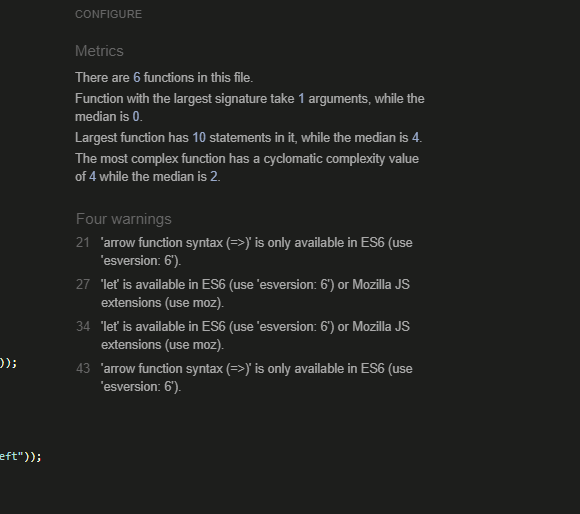 CONFIGURE
Metrics
There are 6 functions in this file.
Function with the largest signature take 1 arguments, while the
median is 0.
Largest function has 10 statements in it, while the median is 4.
The most complex function has a cyclomatic complexity value
of 4 while the median is 2.
Four warnings
21 'arrow function syntax (=>)' is only available in ES6 (use
'esversion: 6').
27 'let' is available in ES6 (use 'esversion: 6') or Mozilla JS
extensions (use moz).
34 'let' is available in ES6 (use 'esversion: 6') or Mozilla JS
extensions (use moz).
));
43 'arrow function syntax (=>)' is only available in ES6 (use
'esversion: 6').
eft"));